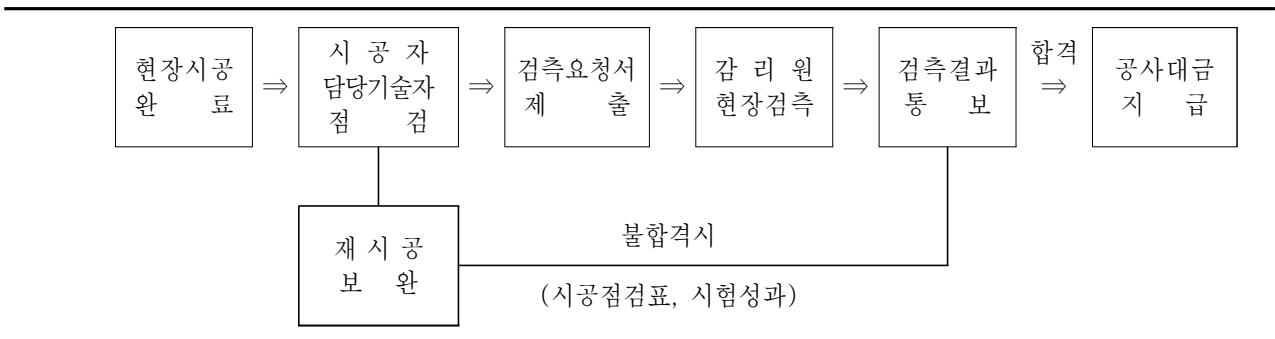 현장시공
완 료
⇒
시 공 자
담당기술자
점 검
⇒
검측요청서
제 출
⇒
감 리 원
현장검측
⇒
검측결과
통 보
합격
⇒
공사대금
지 급
재 시 공
보 완
불합격시
(시공점검표, 시험성과)